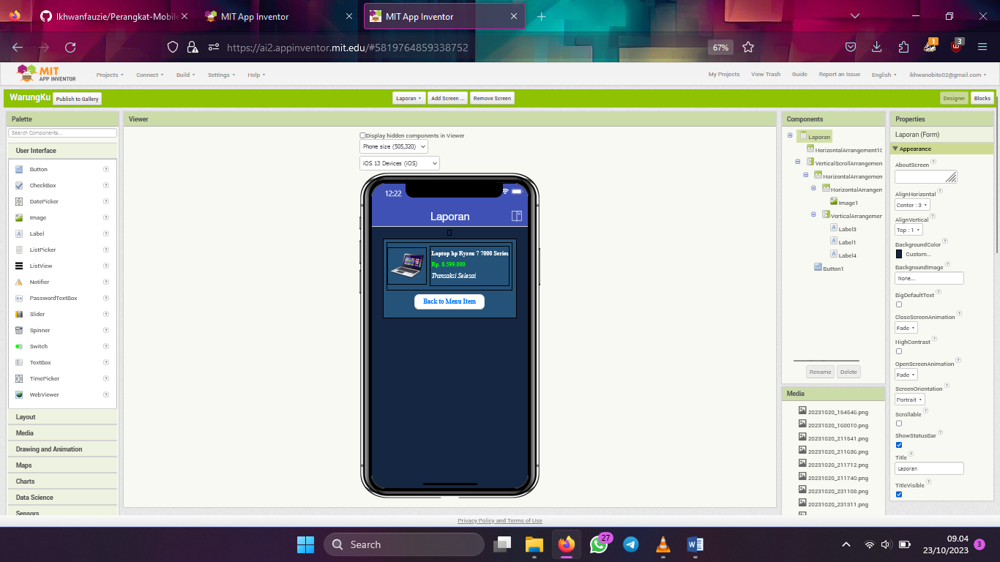 Ikhwanfauzie/Perangkat-Mobile
MIT App Inventor
MIT App Inventor
https://ai2.appinventor.mit.edu/#5819764859338752
67%
1
3
MIT
APP INVENTOR
Projects
Connect
Build
Settings
Help
My Projects
View Trash
Guide
Report an Issue
English
ikhwanobito02@gmail.com
WarungKu
Publish to Gallery
Laporan
Add Screen ...
Remove Screen
Designer
Blocks
Palette
Search Components...
User Interface
Button
CheckBox
DatePicker
Image
Label
ListPicker
ListView
Notifier
PasswordTextBox
Slider
Spinner
Switch
TextBox
TimePicker
WebViewer
Layout
Media
Drawing and Animation
Maps
Charts
Data Science
Sensors
Viewer
Display hidden components in Viewer
Phone size (505,320)
iOS 13 Devices (iOS)
12:22
Laporan
Laptop hp Ryzen 7 7000 Series
Rp. 8.599.000
Transaksi Selesai
Back to Menu Item
Components
Laporan
HorizontalArrangement10
VerticalScrollArrangement
HorizontalArrangement
HorizontalArrangem
Image1
VerticalArrangemer
Label3
Label1
Label4
Button1
Rename
Delete
Media
20231020_154646.png
20231020_160010.png
20231020_211641.png
20231020_211636.png
20231020_211712.png
20231020_211740.png
20231020_231108.png
20231020_231311.png
Properties
Laporan (Form)
Appearance
AboutScreen
AlignHorizontal
Center : 3
AlignVertical
Top : 1
BackgroundColor
Custom...
BackgroundImage
None...
BigDefaultText
CloseScreenAnimation
Fade
HighContrast
OpenScreenAnimation
Fade
ScreenOrientation
Portrait
Scrollable
ShowStatusBar
Title
Laporan
TitleVisible
Privacy Policy and Terms of Use
Search
27
09.04
23/10/2023
3